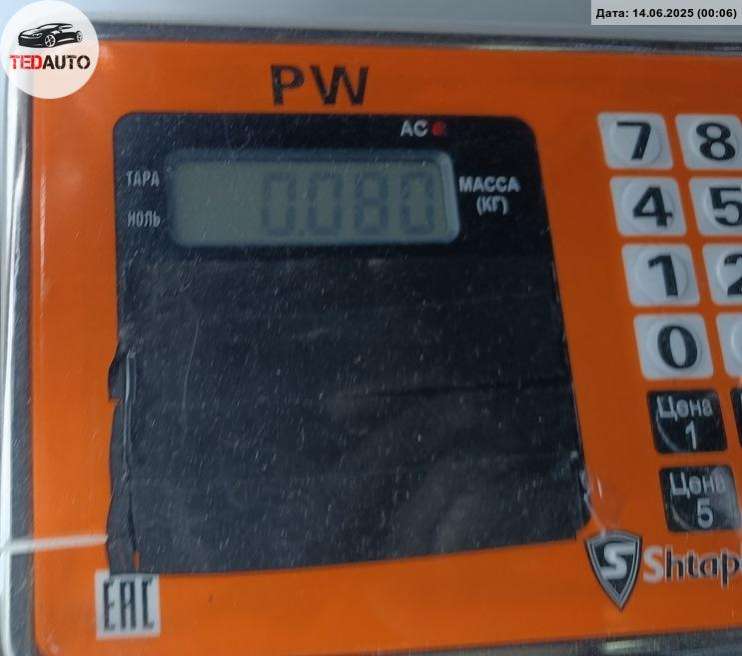 Дата: 14.06.2025 (00:06)
TEDAUTO
PW
AC
ТАРА
НОЛЬ
0.080
МАССА
(КГ)
7 8
4 5
1 2
0
Цена
1
Цена
5
S Shtap
EAC